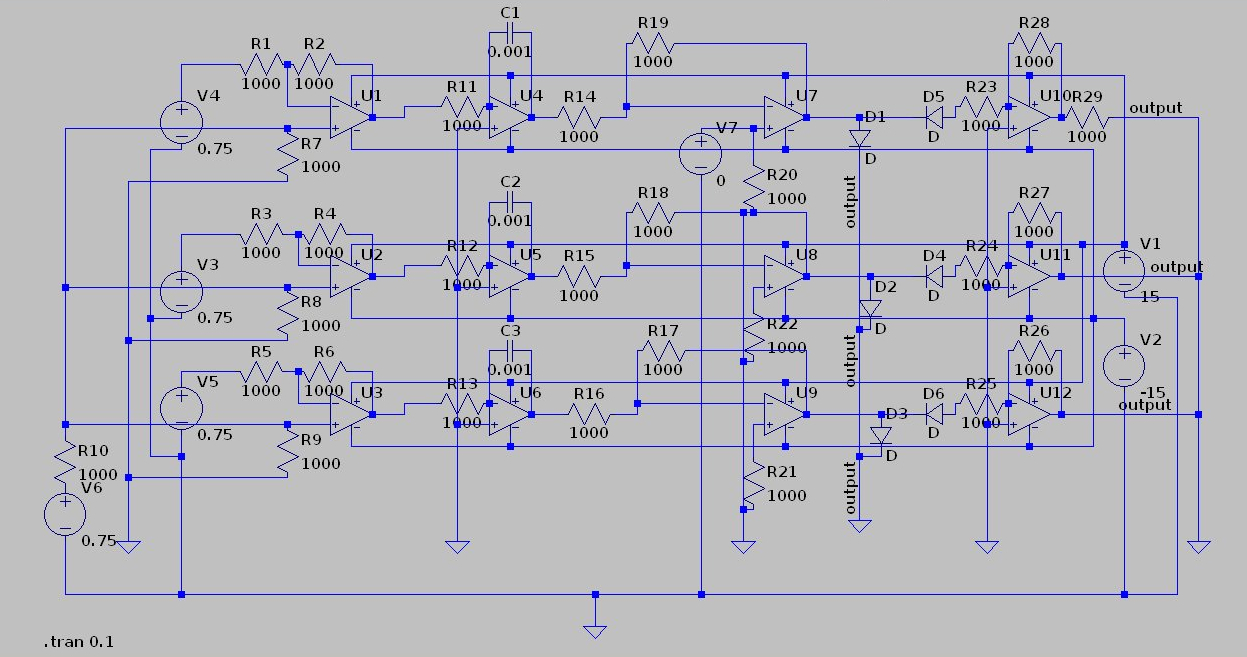 C1
R19
R28
R1
R2
0.001
1000
1000
1000
1000
V4
U1
R11
U4
R14
U7
D1
D5
R23
U10
R29
output
1000
1000
1000
1000
V7
0.75
R7
1000
D
D
0
R20
1000
output
C2
R18
R27
R3
R4
0.001
1000
1000
1000
1000
V3
U2
R12
U5
R15
U8
D4
R24
U11
V1
output
1000
1000
D2
D
1000
15
R8
1000
0.75
R22
D
1000
output
C3
R17
R26
V2
R5
R6
0.001
1000
1000
1000
1000
-15
output
V5
U3
R13
U6
R16
U9
D3
D6
R25
U12
1000
1000
D
1000
0.75
R9
1000
D
R10
1000
R21
1000
output
V6
0.75
.tran 0.1